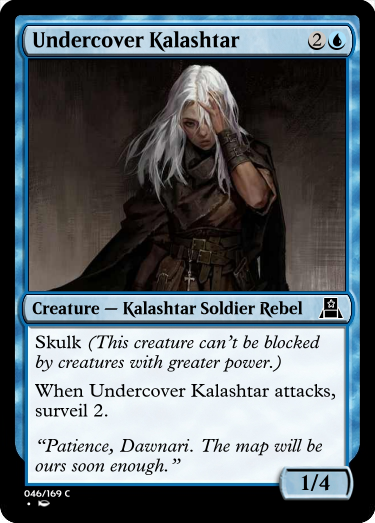 Undercover Kalashtar 2
Creature — Kalashtar Soldier Rebel
Skulk (This creature can't be blocked
by creatures with greater power.)
When Undercover Kalashtar attacks,
surveil 2.
“Patience, Dawnari. The map will be
ours soon enough.”
1/4
046/169 C